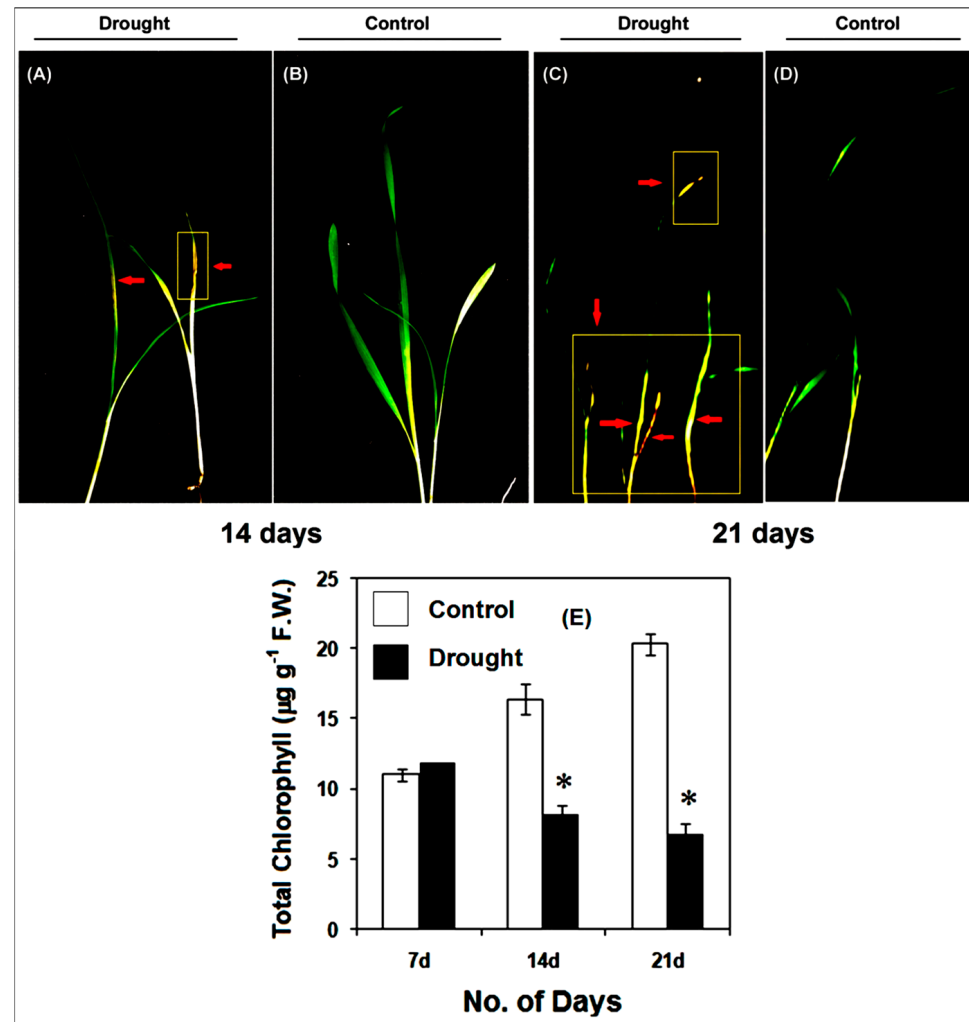 Drought
Control
Drought
Control
(A)
(B)
(C)
(D)
14 days
21 days
Total Chlorophyll (µg g⁻¹ F.W.)
25
20
15
10
5
0
Control
Drought
(E)
*
*
7d
14d
21d
No. of Days